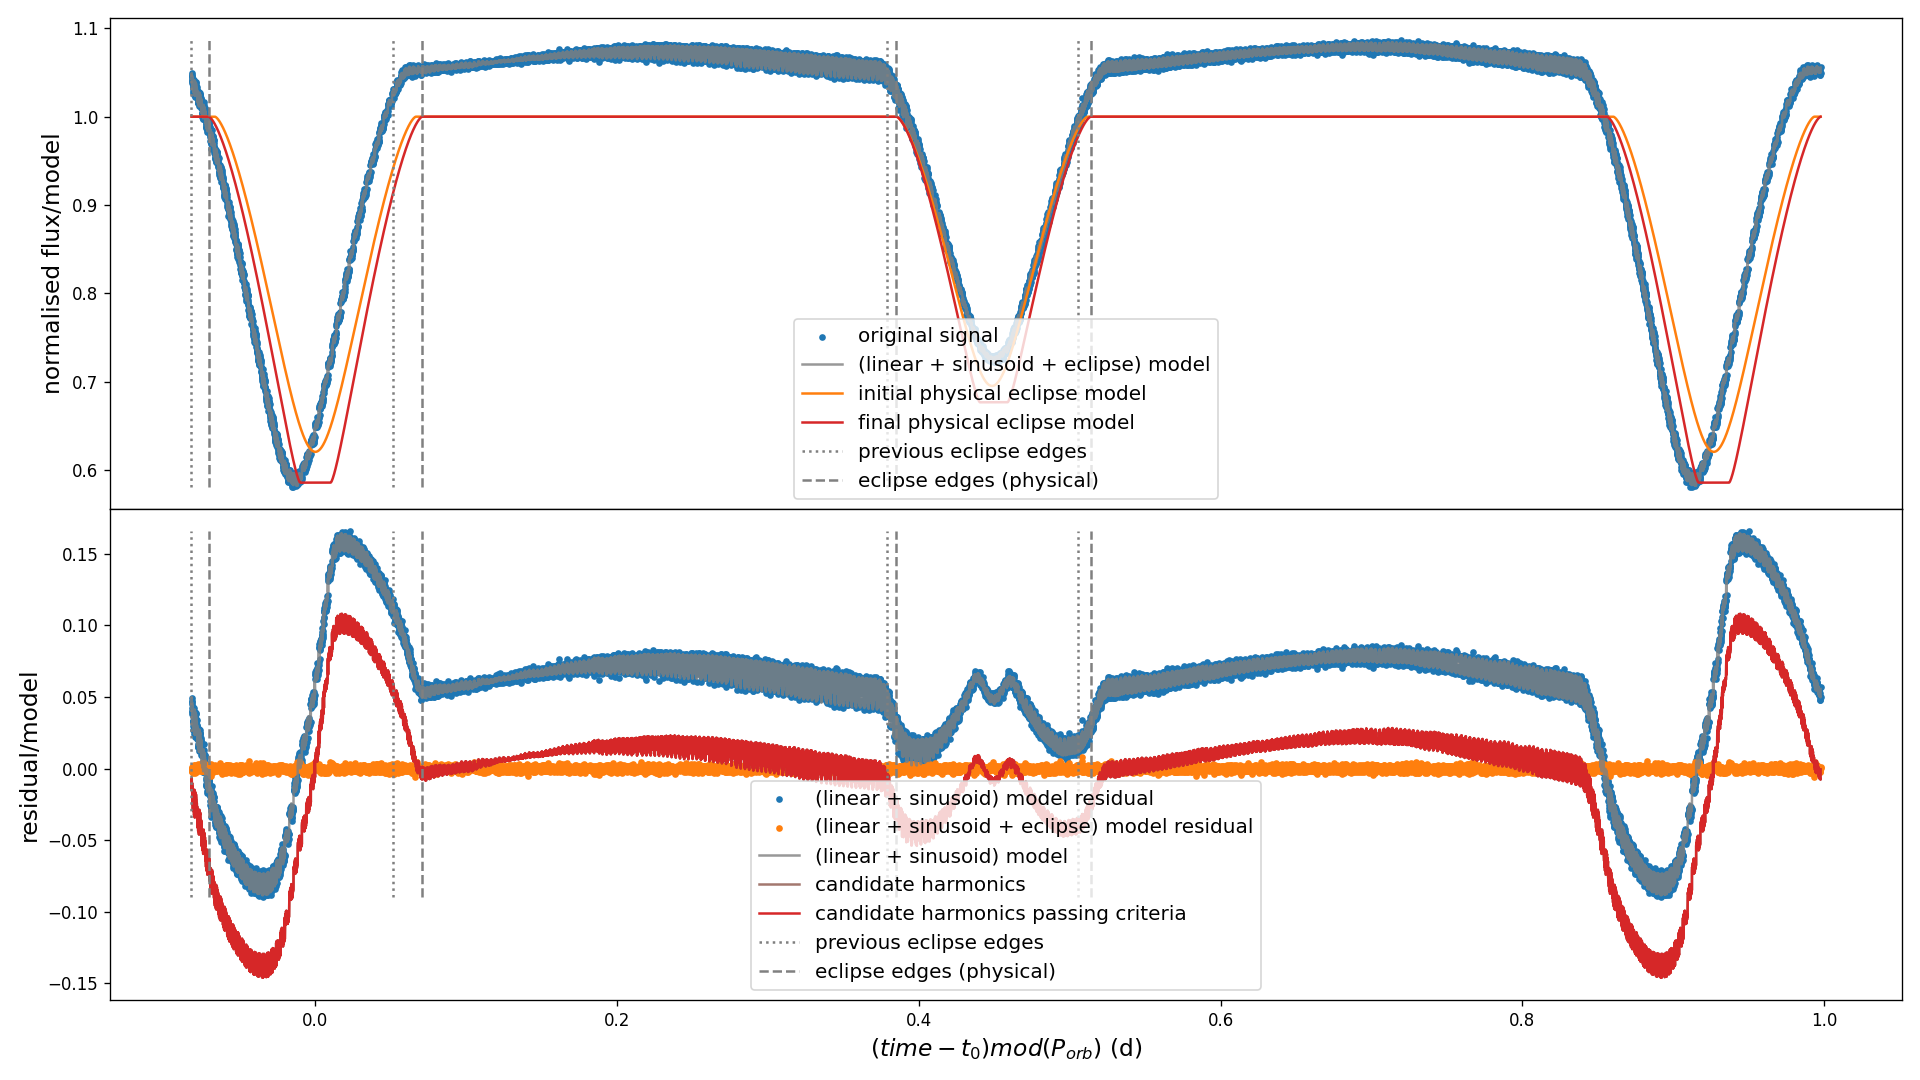 normalised flux/model
1.1
1.0
0.9
0.8
0.7
0.6
original signal
(linear + sinusoid + eclipse) model
initial physical eclipse model
final physical eclipse model
previous eclipse edges
eclipse edges (physical)
residual/model
0.15
0.10
0.05
0.00
−0.05
−0.10
−0.15
(linear + sinusoid) model residual
(linear + sinusoid + eclipse) model residual
(linear + sinusoid) model
candidate harmonics
candidate harmonics passing criteria
previous eclipse edges
eclipse edges (physical)
0.0 0.2 0.4 0.6 0.8 1.0
(time − t₀)mod(P_orb) (d)